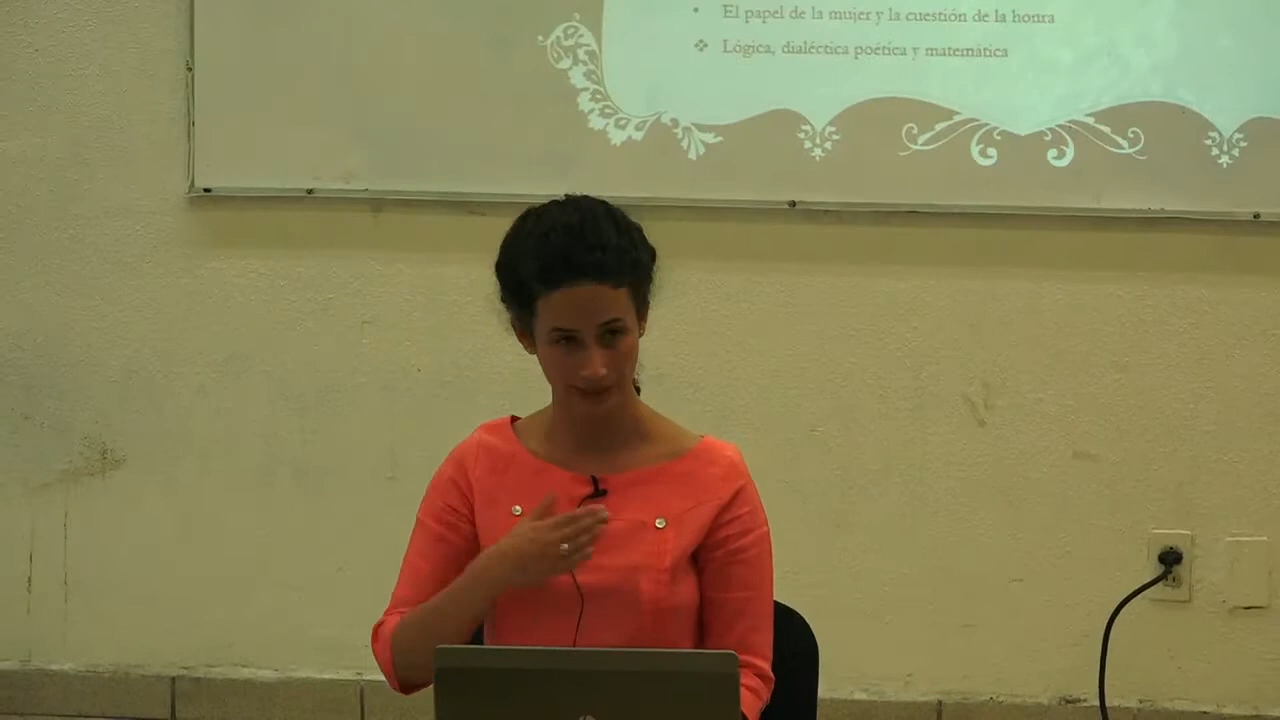 • El papel de la mujer y la cuestión de la honra
❖ Lógica, dialéctica poética y matemática